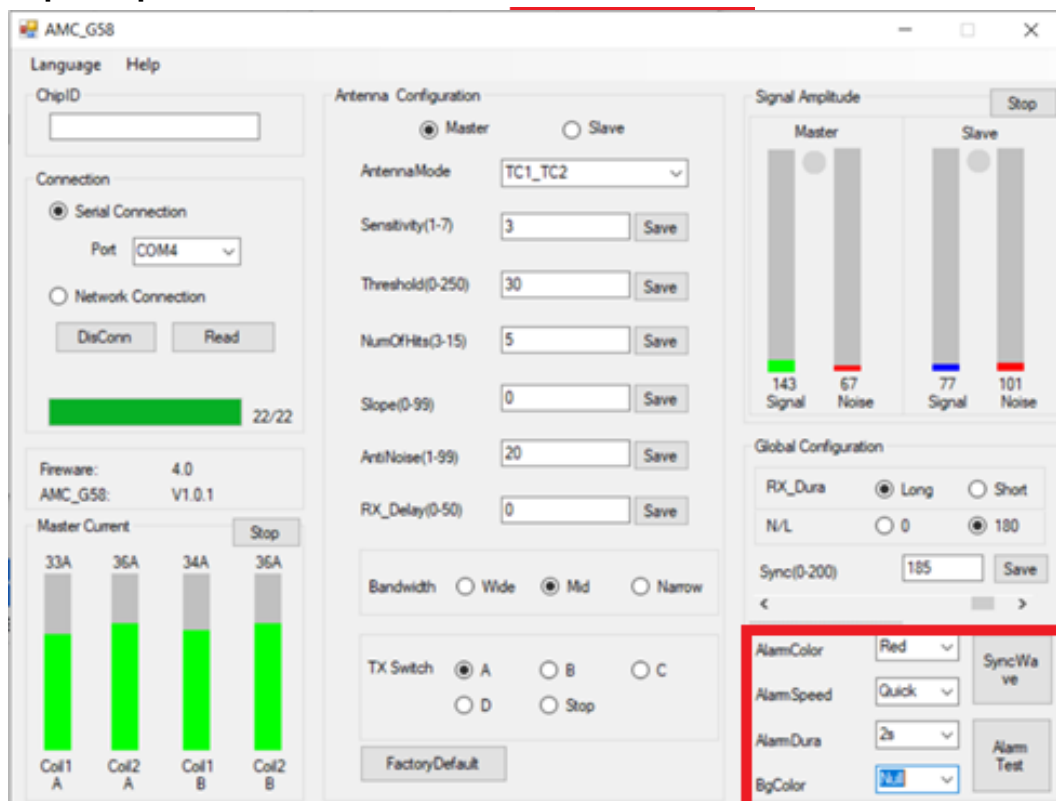 AMC_G58
Language Help
ChipID
Connection
Serial Connection
Port COM4
Network Connection
DisConn Read
22/22
Fireware: 4.0
AMC_G58: V1.0.1
Master Current Stop
33A 36A 34A 36A
Coil1 Coil2 Coil1 Coil2
A A B B
Antenna Configuration
Master Slave
AntennaMode TC1_TC2
Sensitivity(1-7) 3 Save
Threshold(0-250) 30 Save
NumOfHits(3-15) 5 Save
Slope(0-99) 0 Save
AntiNoise(1-99) 20 Save
RX_Delay(0-50) 0 Save
Bandwidth Wide Mid Narrow
TX Switch A B C
D Stop
FactoryDefault
Signal Amplitude Stop
Master Slave
143 67 77 101
Signal Noise Signal Noise
Global Configuration
RX_Dura Long Short
N/L 0 180
Sync(0-200) 185 Save
AlarmColor Red
AlarmSpeed Quick
AlarmDura 2s
BgColor Null
SyncWa
ve
Alarm
Test